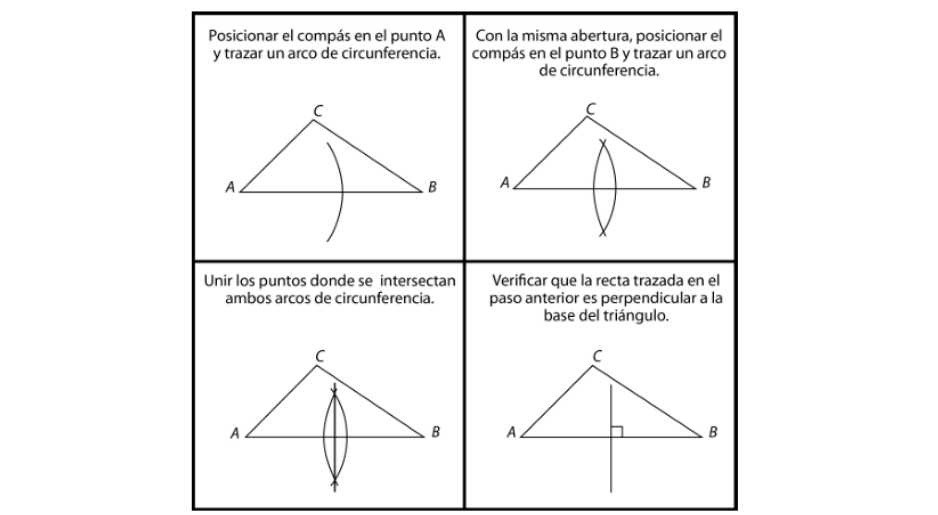 Posicionar el compás en el punto A
y trazar un arco de circunferencia.
C
A
B
Con la misma abertura, posicionar el
compás en el punto B y trazar un arco
de circunferencia.
C
A
B
Unir los puntos donde se intersectan
ambos arcos de circunferencia.
C
A
B
Verificar que la recta trazada en el
paso anterior es perpendicular a la
base del triángulo.
C
A
B